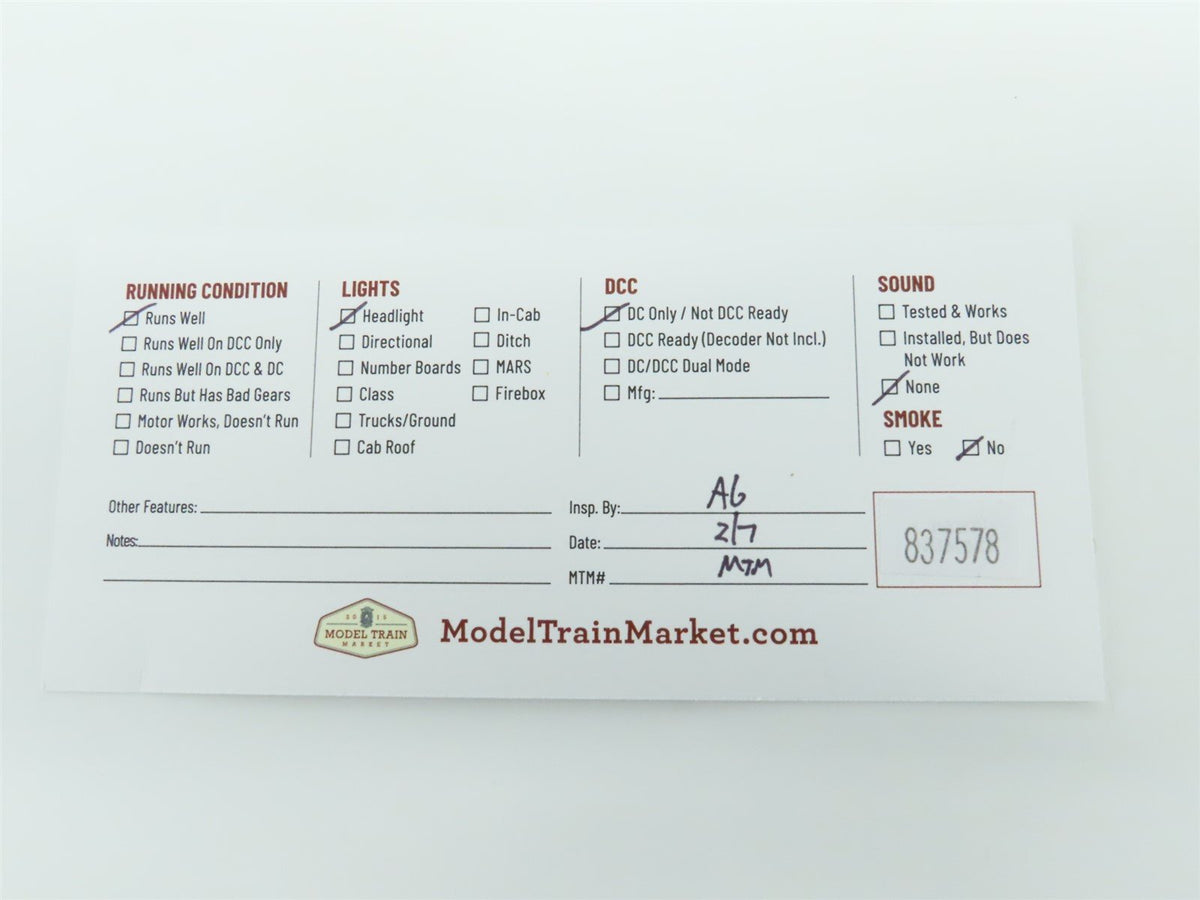 RUNNING CONDITION
Runs Well
Runs Well On DCC Only
Runs Well On DCC & DC
Runs But Has Bad Gears
Motor Works, Doesn't Run
Doesn't Run
LIGHTS
Headlight
Directional
Number Boards
Class
Trucks/Ground
Cab Roof
In-Cab
Ditch
MARS
Firebox
DCC
DC Only / Not DCC Ready
DCC Ready (Decoder Not Incl.)
DC/DCC Dual Mode
Mfg:
SOUND
Tested & Works
Installed, But Does
Not Work
None
SMOKE
Yes No
Other Features:
Notes:
Insp. By: AG
Date: 2/7
MTM# MTM
837578
2015
MODEL TRAIN
MARKET
ModelTrainMarket.com